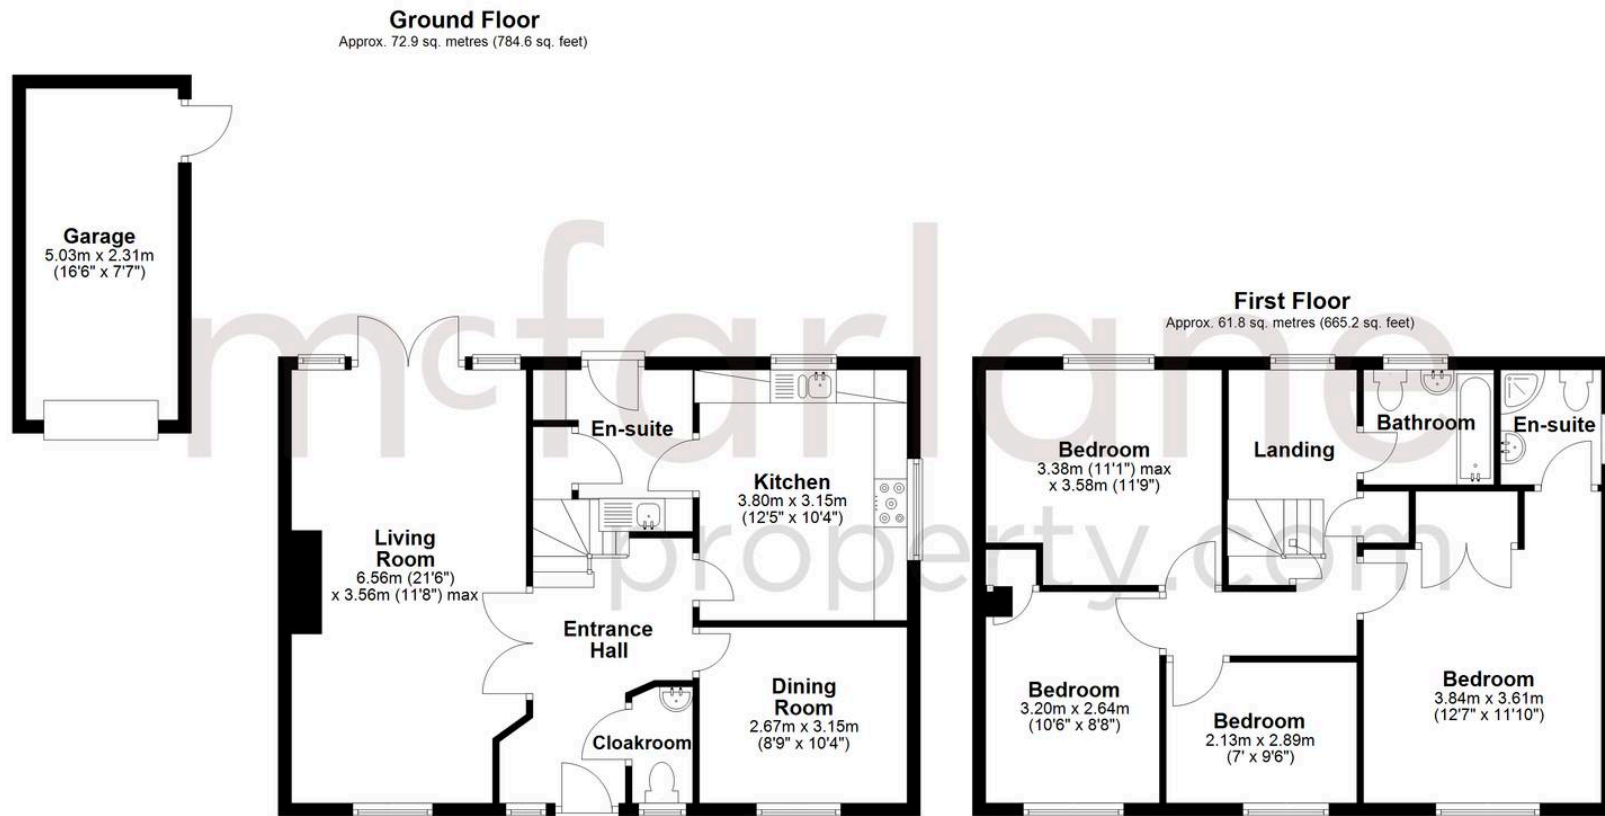 Ground Floor
Approx. 72.9 sq. metres (784.6 sq. feet)
Garage
5.03m x 2.31m
(16'6" x 7'7")
mcfarlane
property.com
Living
Room
6.56m (21'6")
x 3.56m (11'8") max
En-suite
Kitchen
3.80m x 3.15m
(12'5" x 10'4")
Entrance
Hall
Cloakroom
Dining
Room
2.67m x 3.15m
(8'9" x 10'4")
First Floor
Approx. 61.8 sq. metres (665.2 sq. feet)
Bedroom
3.38m (11'1") max
x 3.58m (11'9")
Landing
Bathroom
En-suite
Bedroom
3.20m x 2.64m
(10'6" x 8'8")
Bedroom
2.13m x 2.89m
(7' x 9'6")
Bedroom
3.84m x 3.61m
(12'7" x 11'10")